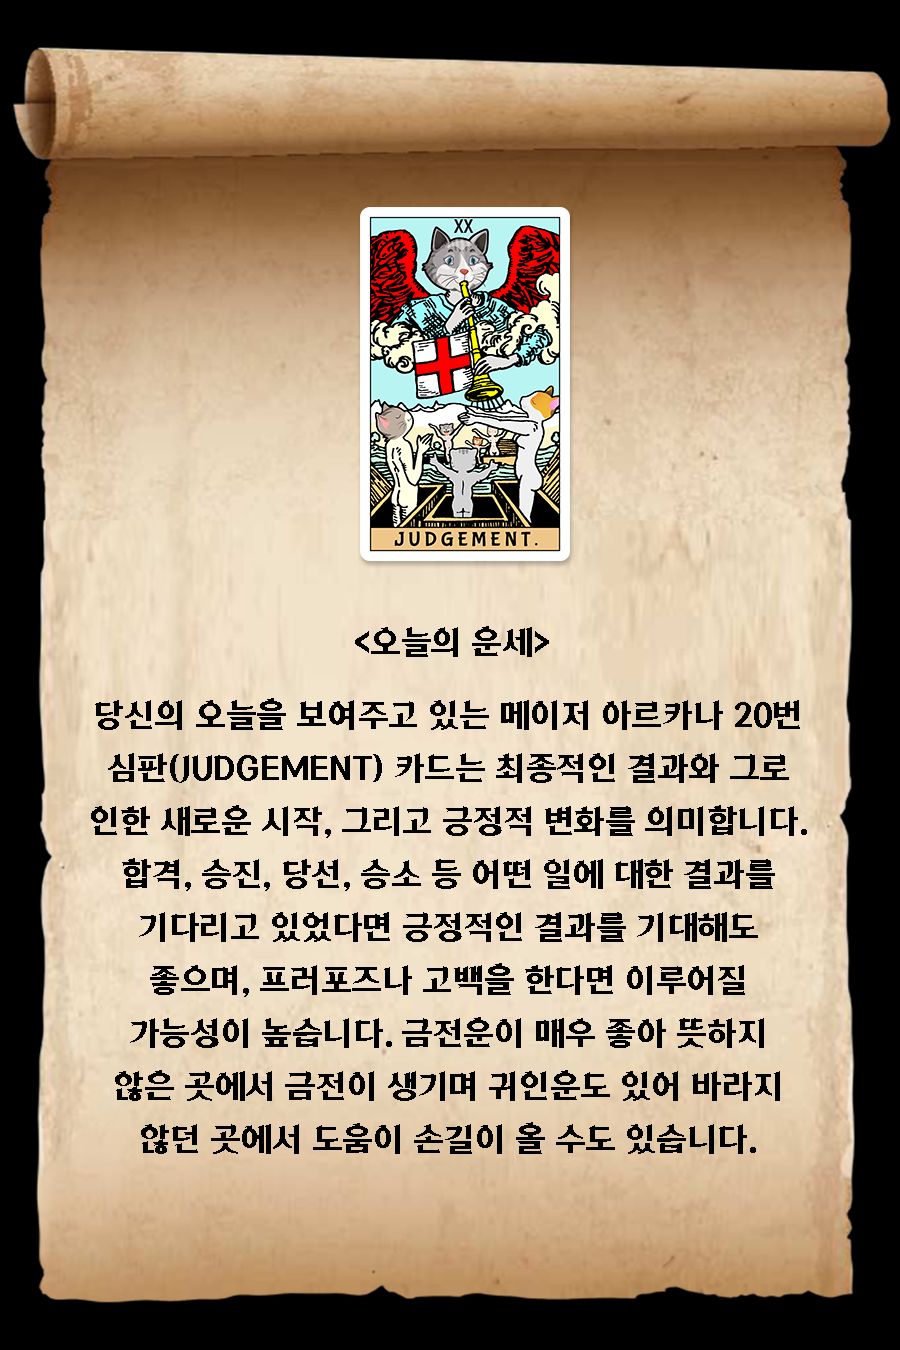 XX
JUDGEMENT.
<오늘의 운세>
당신의 오늘을 보여주고 있는 메이저 아르카나 20번
심판(JUDGEMENT) 카드는 최종적인 결과와 그로
인한 새로운 시작, 그리고 긍정적 변화를 의미합니다.
합격, 승진, 당선, 승소 등 어떤 일에 대한 결과를
기다리고 있었다면 긍정적인 결과를 기대해도
좋으며, 프러포즈나 고백을 한다면 이루어질
가능성이 높습니다. 금전운이 매우 좋아 뜻하지
않은 곳에서 금전이 생기며 귀인운도 있어 바라지
않던 곳에서 도움이 손길이 올 수도 있습니다.